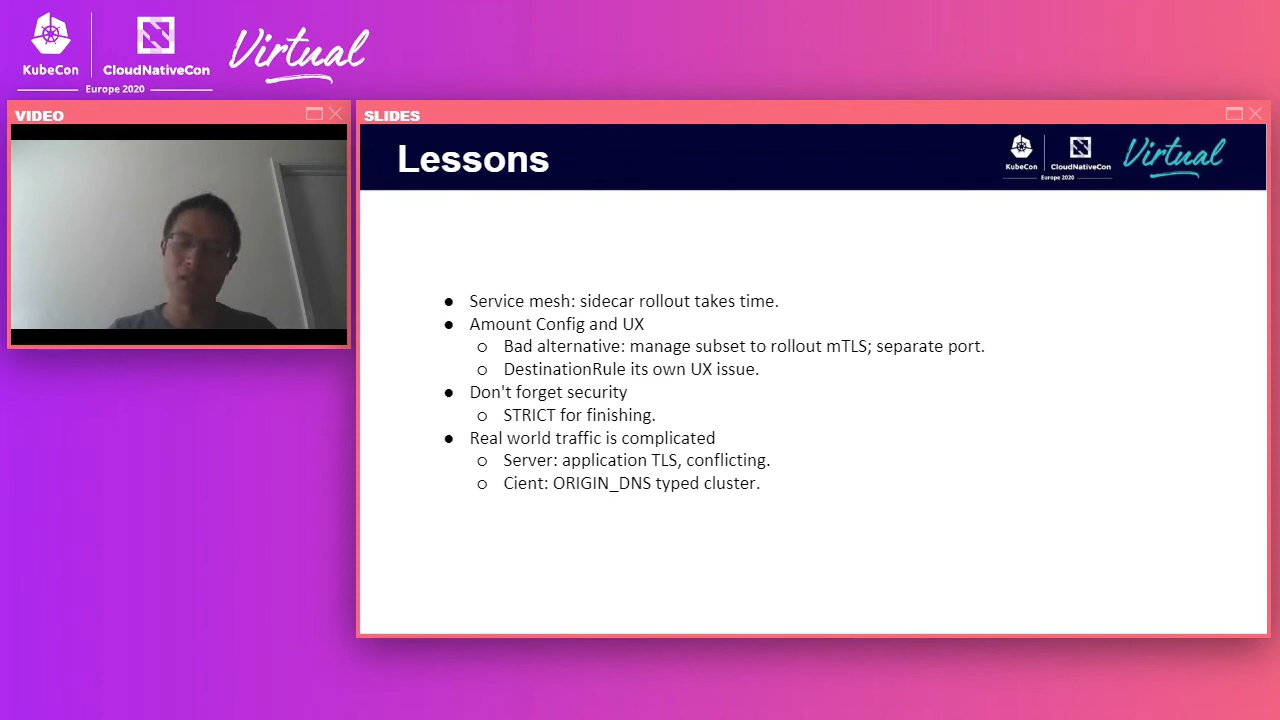 KubeCon
CloudNativeCon
Virtual
Europe 2020
VIDEO
SLIDES
Lessons
KubeCon
CloudNativeCon
Virtual
Europe 2020
● Service mesh: sidecar rollout takes time.
● Amount Config and UX
○ Bad alternative: manage subset to rollout mTLS; separate port.
○ DestinationRule its own UX issue.
● Don't forget security
○ STRICT for finishing.
● Real world traffic is complicated
○ Server: application TLS, conflicting.
○ Cient: ORIGIN_DNS typed cluster.